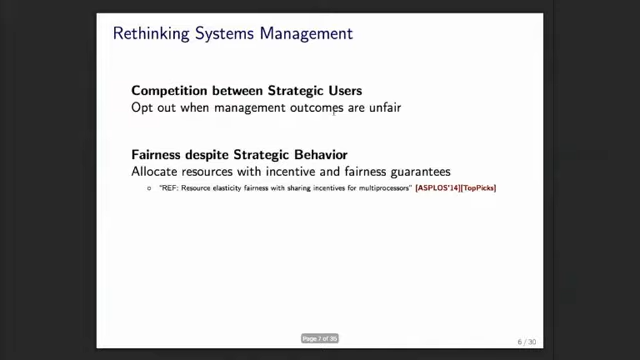 Rethinking Systems Management
Competition between Strategic Users
Opt out when management outcomes are unfair
Fairness despite Strategic Behavior
Allocate resources with incentive and fairness guarantees
"REF: Resource elasticity fairness with sharing incentives for multiprocessors" [ASPLOS'14][TopPicks]
Page 7 of 35
6 / 30